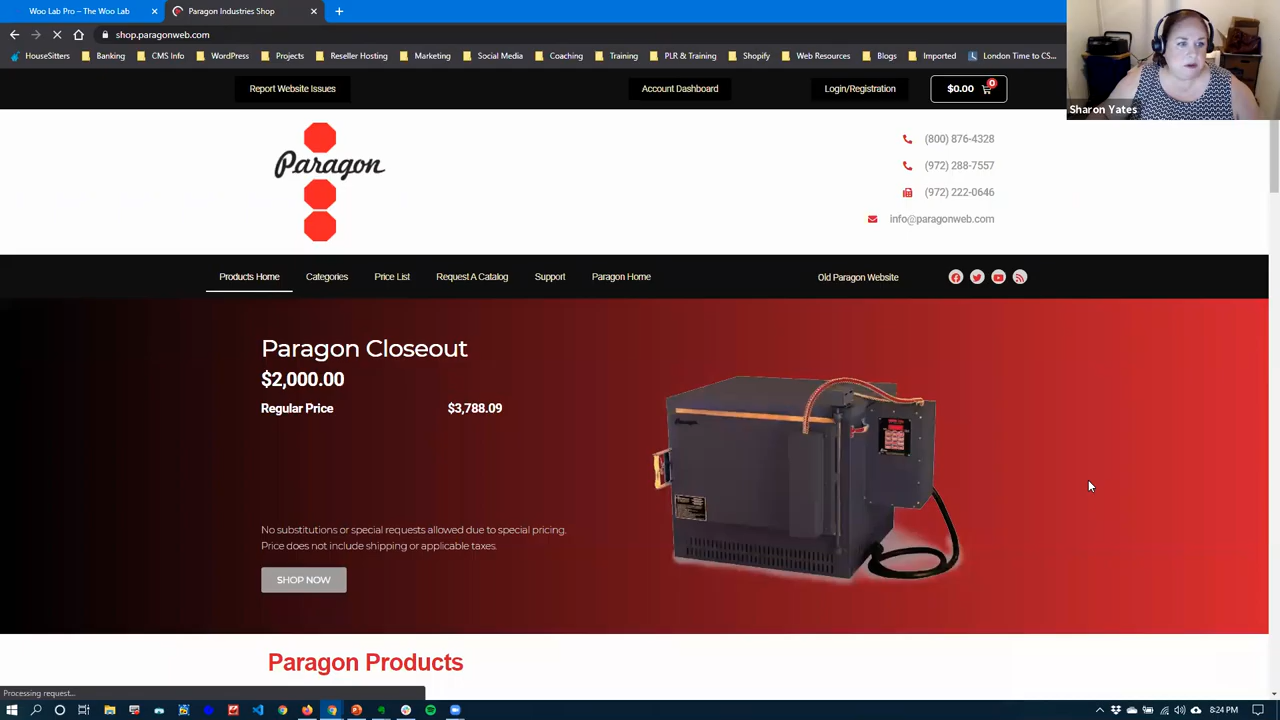 Woo Lab Pro – The Woo Lab
Paragon Industries Shop
shop.paragonweb.com
HouseSitters
Banking
CMS Info
WordPress
Projects
Reseller Hosting
Marketing
Social Media
Coaching
Training
PLR & Training
Shopify
Web Resources
Blogs
Imported
London Time to CS...
Sharon Yates
Report Website Issues
Account Dashboard
Login/Registration
$0.00
0
Paragon
(800) 876-4328
(972) 288-7557
(972) 222-0646
info@paragonweb.com
Products Home
Categories
Price List
Request A Catalog
Support
Paragon Home
Old Paragon Website
Paragon Closeout
$2,000.00
Regular Price $3,788.09
No substitutions or special requests allowed due to special pricing.
Price does not include shipping or applicable taxes.
SHOP NOW
Paragon Products
Processing request...
8:24 PM